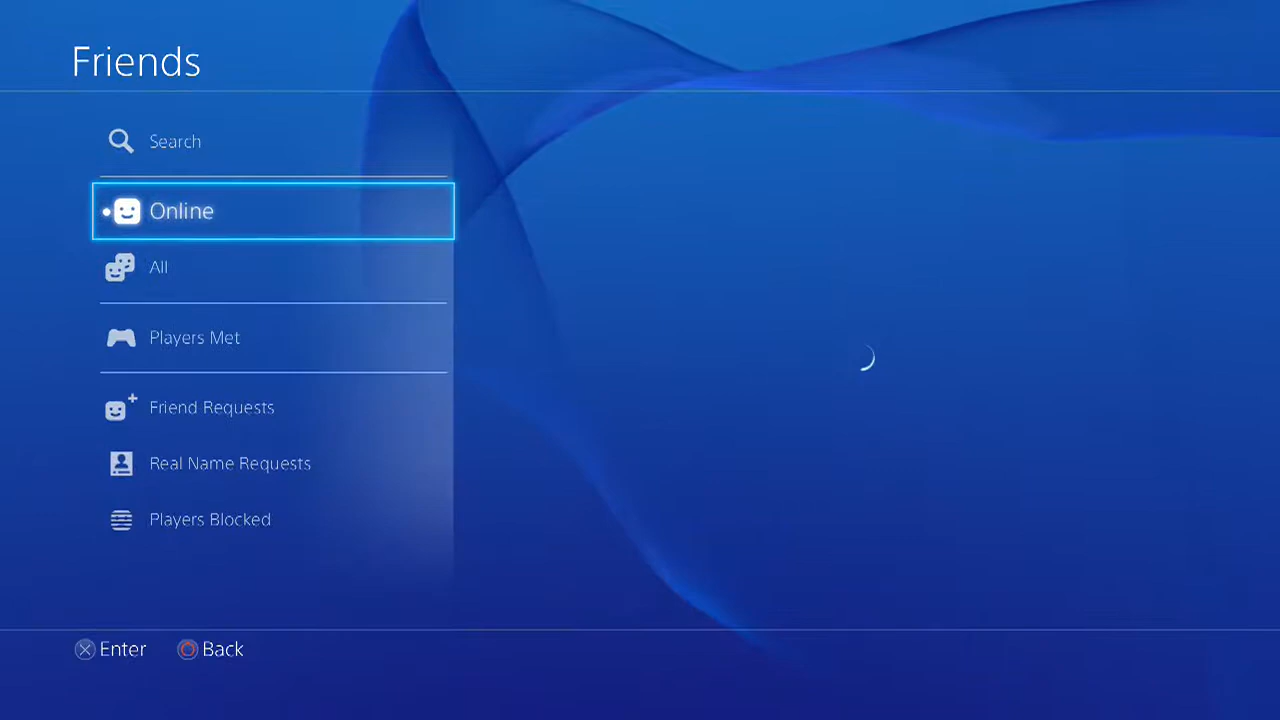 Friends
Search
Online
All
Players Met
Friend Requests
Real Name Requests
Players Blocked
Enter Back